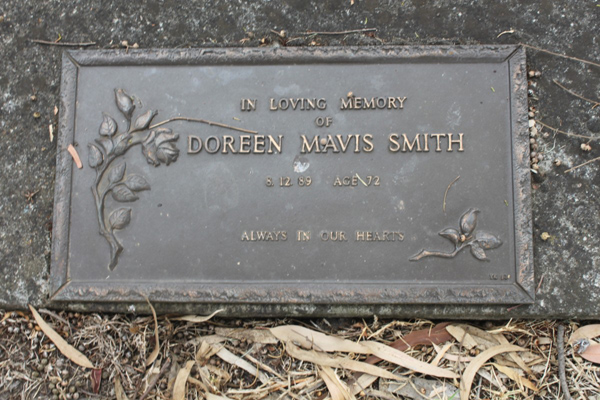 IN LOVING MEMORY
OF
DOREEN MAVIS SMITH
8.12.89 AGE 72
ALWAYS IN OUR HEARTS